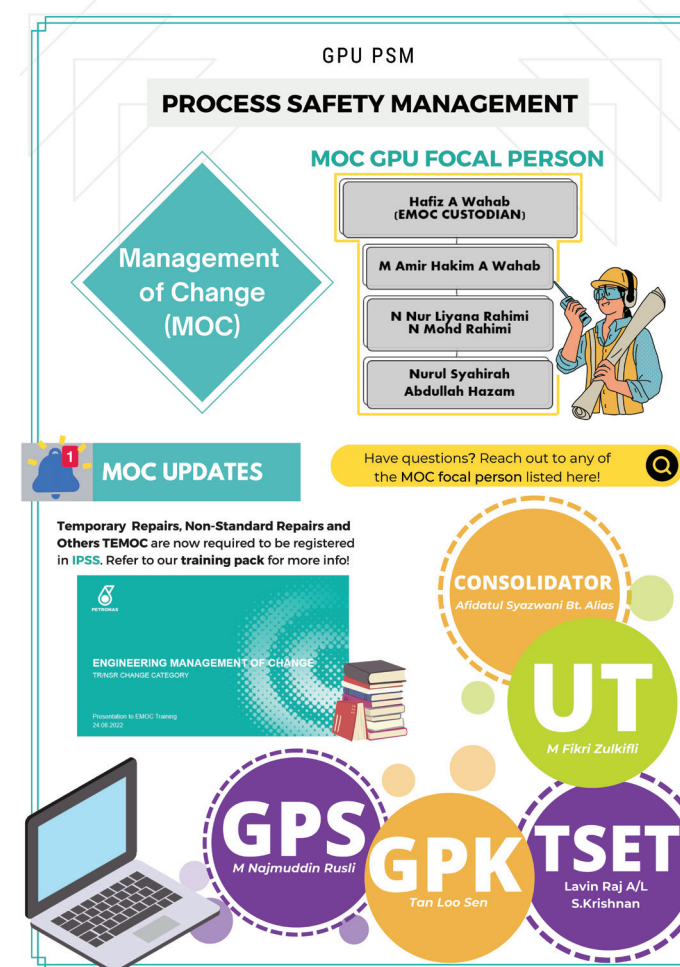 GPU PSM
PROCESS SAFETY MANAGEMENT
Management
of Change
(MOC)
MOC GPU FOCAL PERSON
Hafiz A Wahab
(EMOC CUSTODIAN)
M Amir Hakim A Wahab
N Nur Liyana Rahimi
N Mohd Rahimi
Nurul Syahirah
Abdullah Hazam
1
MOC UPDATES
Have questions? Reach out to any of
the MOC focal person listed here!
Temporary Repairs, Non-Standard Repairs and
Others TEMOC are now required to be registered
in IPSS. Refer to our training pack for more info!
PETRONAS
ENGINEERING MANAGEMENT OF CHANGE
TR/NSR CHANGE CATEGORY
Presentation to EMOC Training
24.06.2022
CONSOLIDATOR
Afidatul Syazwani Bt. Alias
UT
M Fikri Zulkifli
GPS
M Najmuddin Rusli
GPK
Tan Loo Sen
TSET
Lavin Raj A/L
S.Krishnan